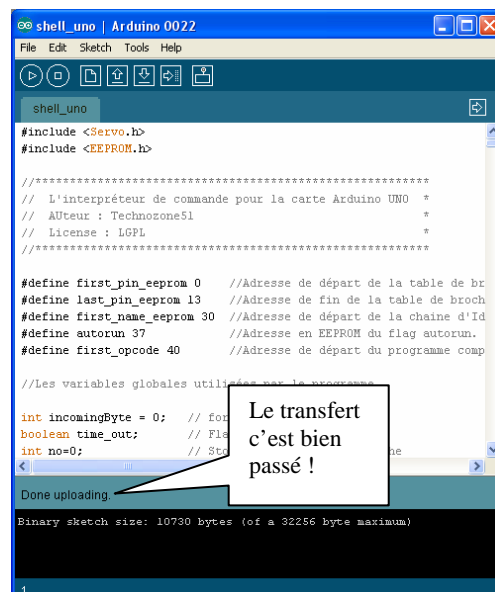 shell_uno | Arduino 0022
File Edit Sketch Tools Help
shell_uno
#include <Servo.h>
#include <EEPROM.h>
//*********************************************************
// L'interpréteur de commande pour la carte Arduino UNO *
// AUteur : Technozone51 *
// License : LGPL *
//*********************************************************
#define first_pin_eeprom 0 //Adresse de départ de la table de br
#define last_pin_eeprom 13 //Adresse de fin de la table de broch
#define first_name_eeprom 30 //Adresse de départ de la chaine d'Id
#define autorun 37 //Adresse en EEPROM du flag autorun.
#define first_opcode 40 //Adresse de départ du programme comp
//Les variables globales utilisées par le programme
int incomingByte = 0; // for
boolean time_out; // Fla
int no=0; // Sto he
Le transfert
c'est bien
passé !
Done uploading.
Binary sketch size: 10730 bytes (of a 32256 byte maximum)
1